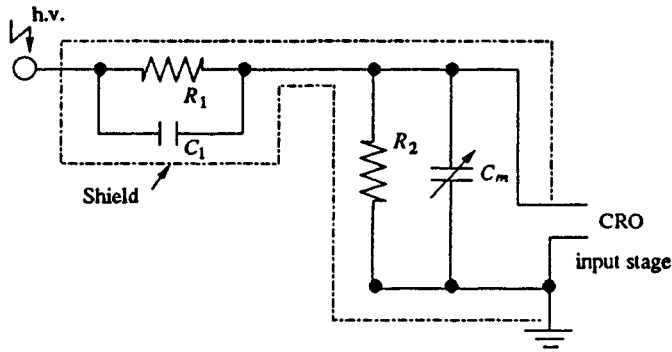 h.v.
R₁
C₁
Shield
R₂
Cₘ
CRO
input stage